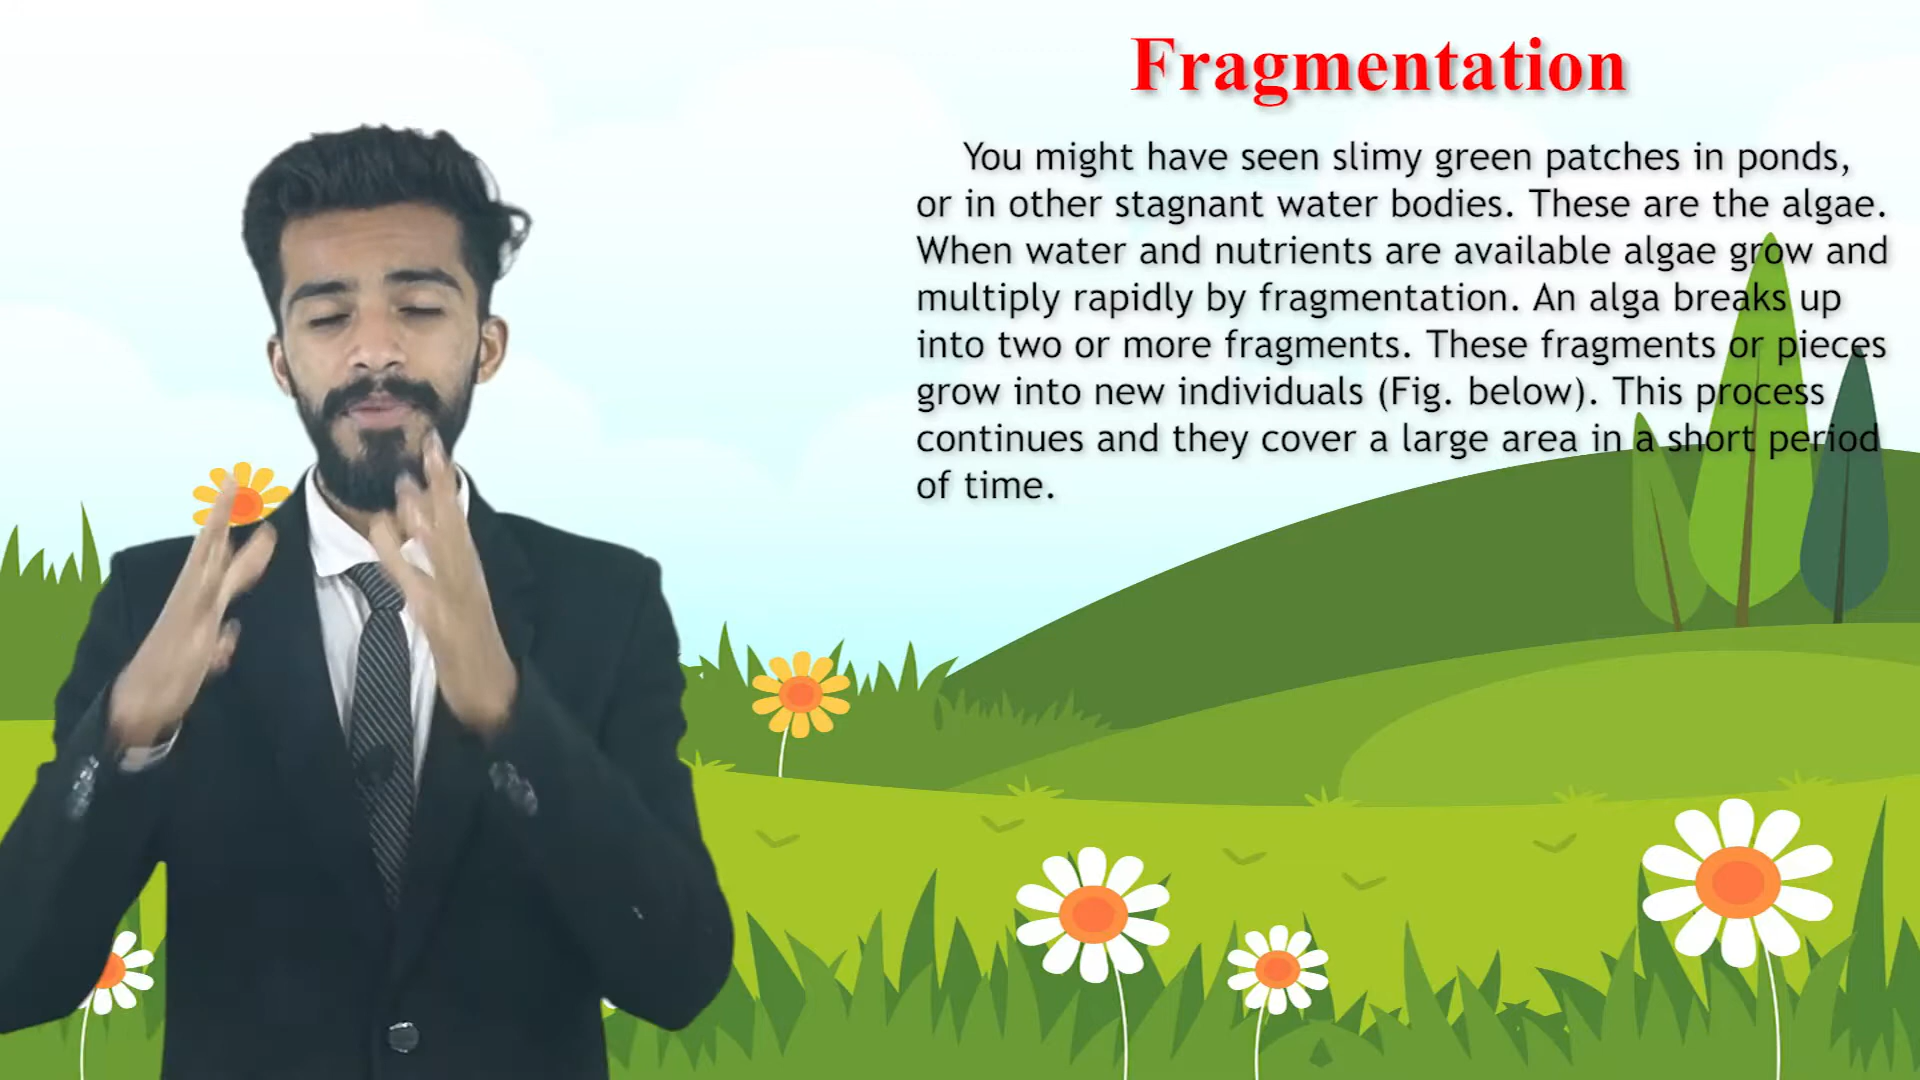 Fragmentation
You might have seen slimy green patches in ponds,
or in other stagnant water bodies. These are the algae.
When water and nutrients are available algae grow and
multiply rapidly by fragmentation. An alga breaks up
into two or more fragments. These fragments or pieces
grow into new individuals (Fig. below). This process
continues and they cover a large area in a short period
of time.